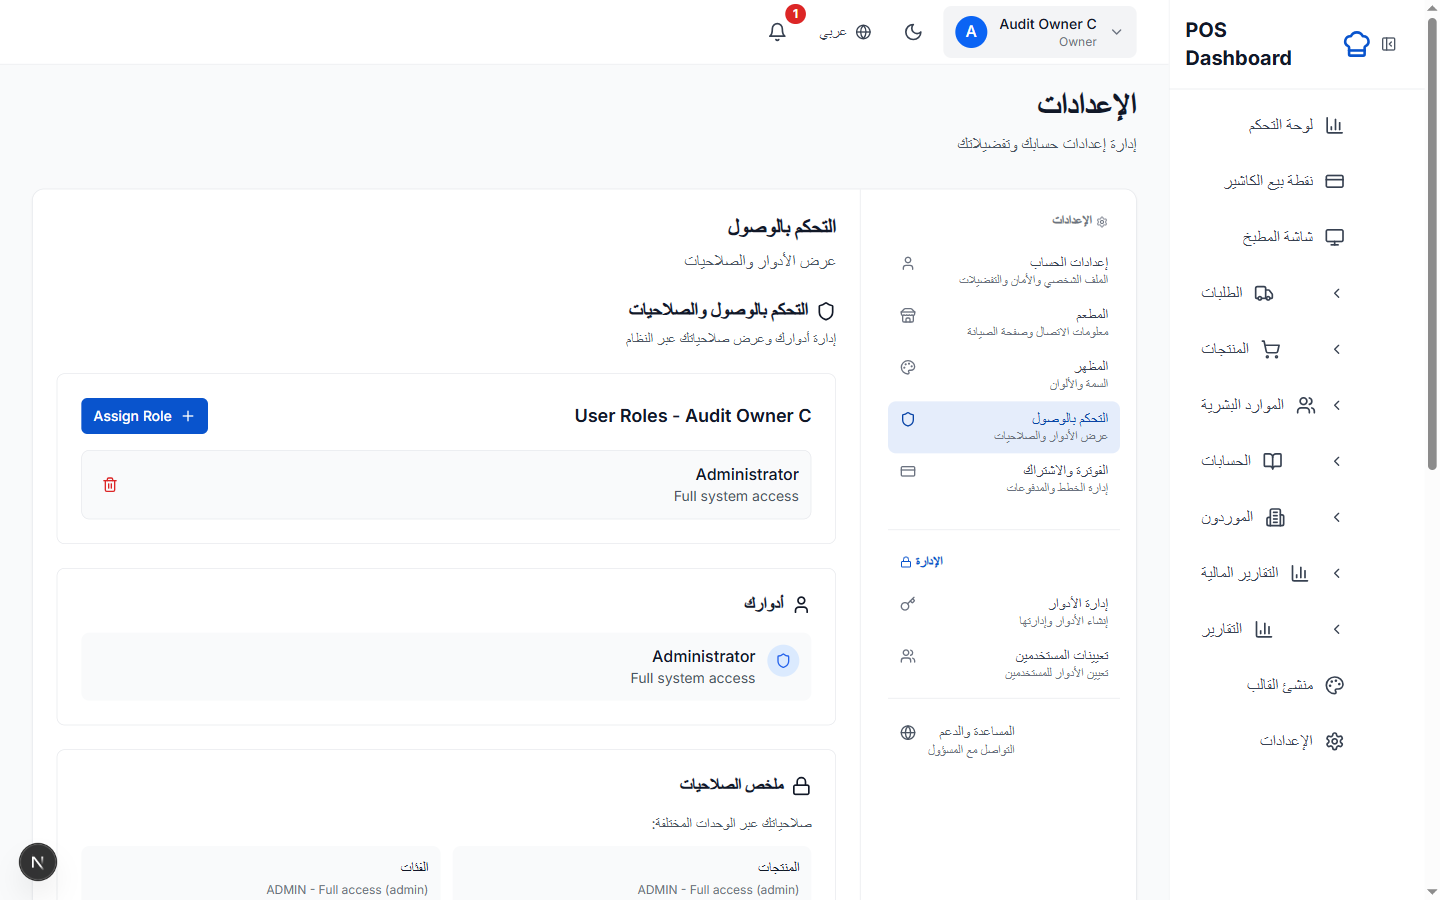 POS
Dashboard
لوحة التحكم
نقطة بيع الكاشير
شاشة المطبخ
الطلبات
المنتجات
الموارد البشرية
الحسابات
الموردون
التقارير المالية
التقارير
منشئ القالب
الإعدادات
A
Audit Owner C
Owner
عربي
1
الإعدادات
إدارة إعدادات حسابك وتفضيلاتك
الإعدادات
إعدادات الحساب
الملف الشخصي والأمان والتفضيلات
المطعم
معلومات الاتصال وصفحة الصيانة
المظهر
السمة والألوان
التحكم بالوصول
عرض الأدوار والصلاحيات
الفوترة والاشتراك
إدارة الخطط والمدفوعات
الإدارة
إدارة الأدوار
إنشاء الأدوار وإدارتها
تعيينات المستخدمين
تعيين الأدوار للمستخدمين
المساعدة والدعم
التواصل مع المسؤول
التحكم بالوصول
عرض الأدوار والصلاحيات
التحكم بالوصول والصلاحيات
إدارة أدوارك وعرض صلاحياتك عبر النظام
User Roles - Audit Owner C
Assign Role
Administrator
Full system access
أدوارك
Administrator
Full system access
ملخص الصلاحيات
صلاحياتك عبر الوحدات المختلفة:
المنتجات
ADMIN - Full access (admin)
الفئات
ADMIN - Full access (admin)
N